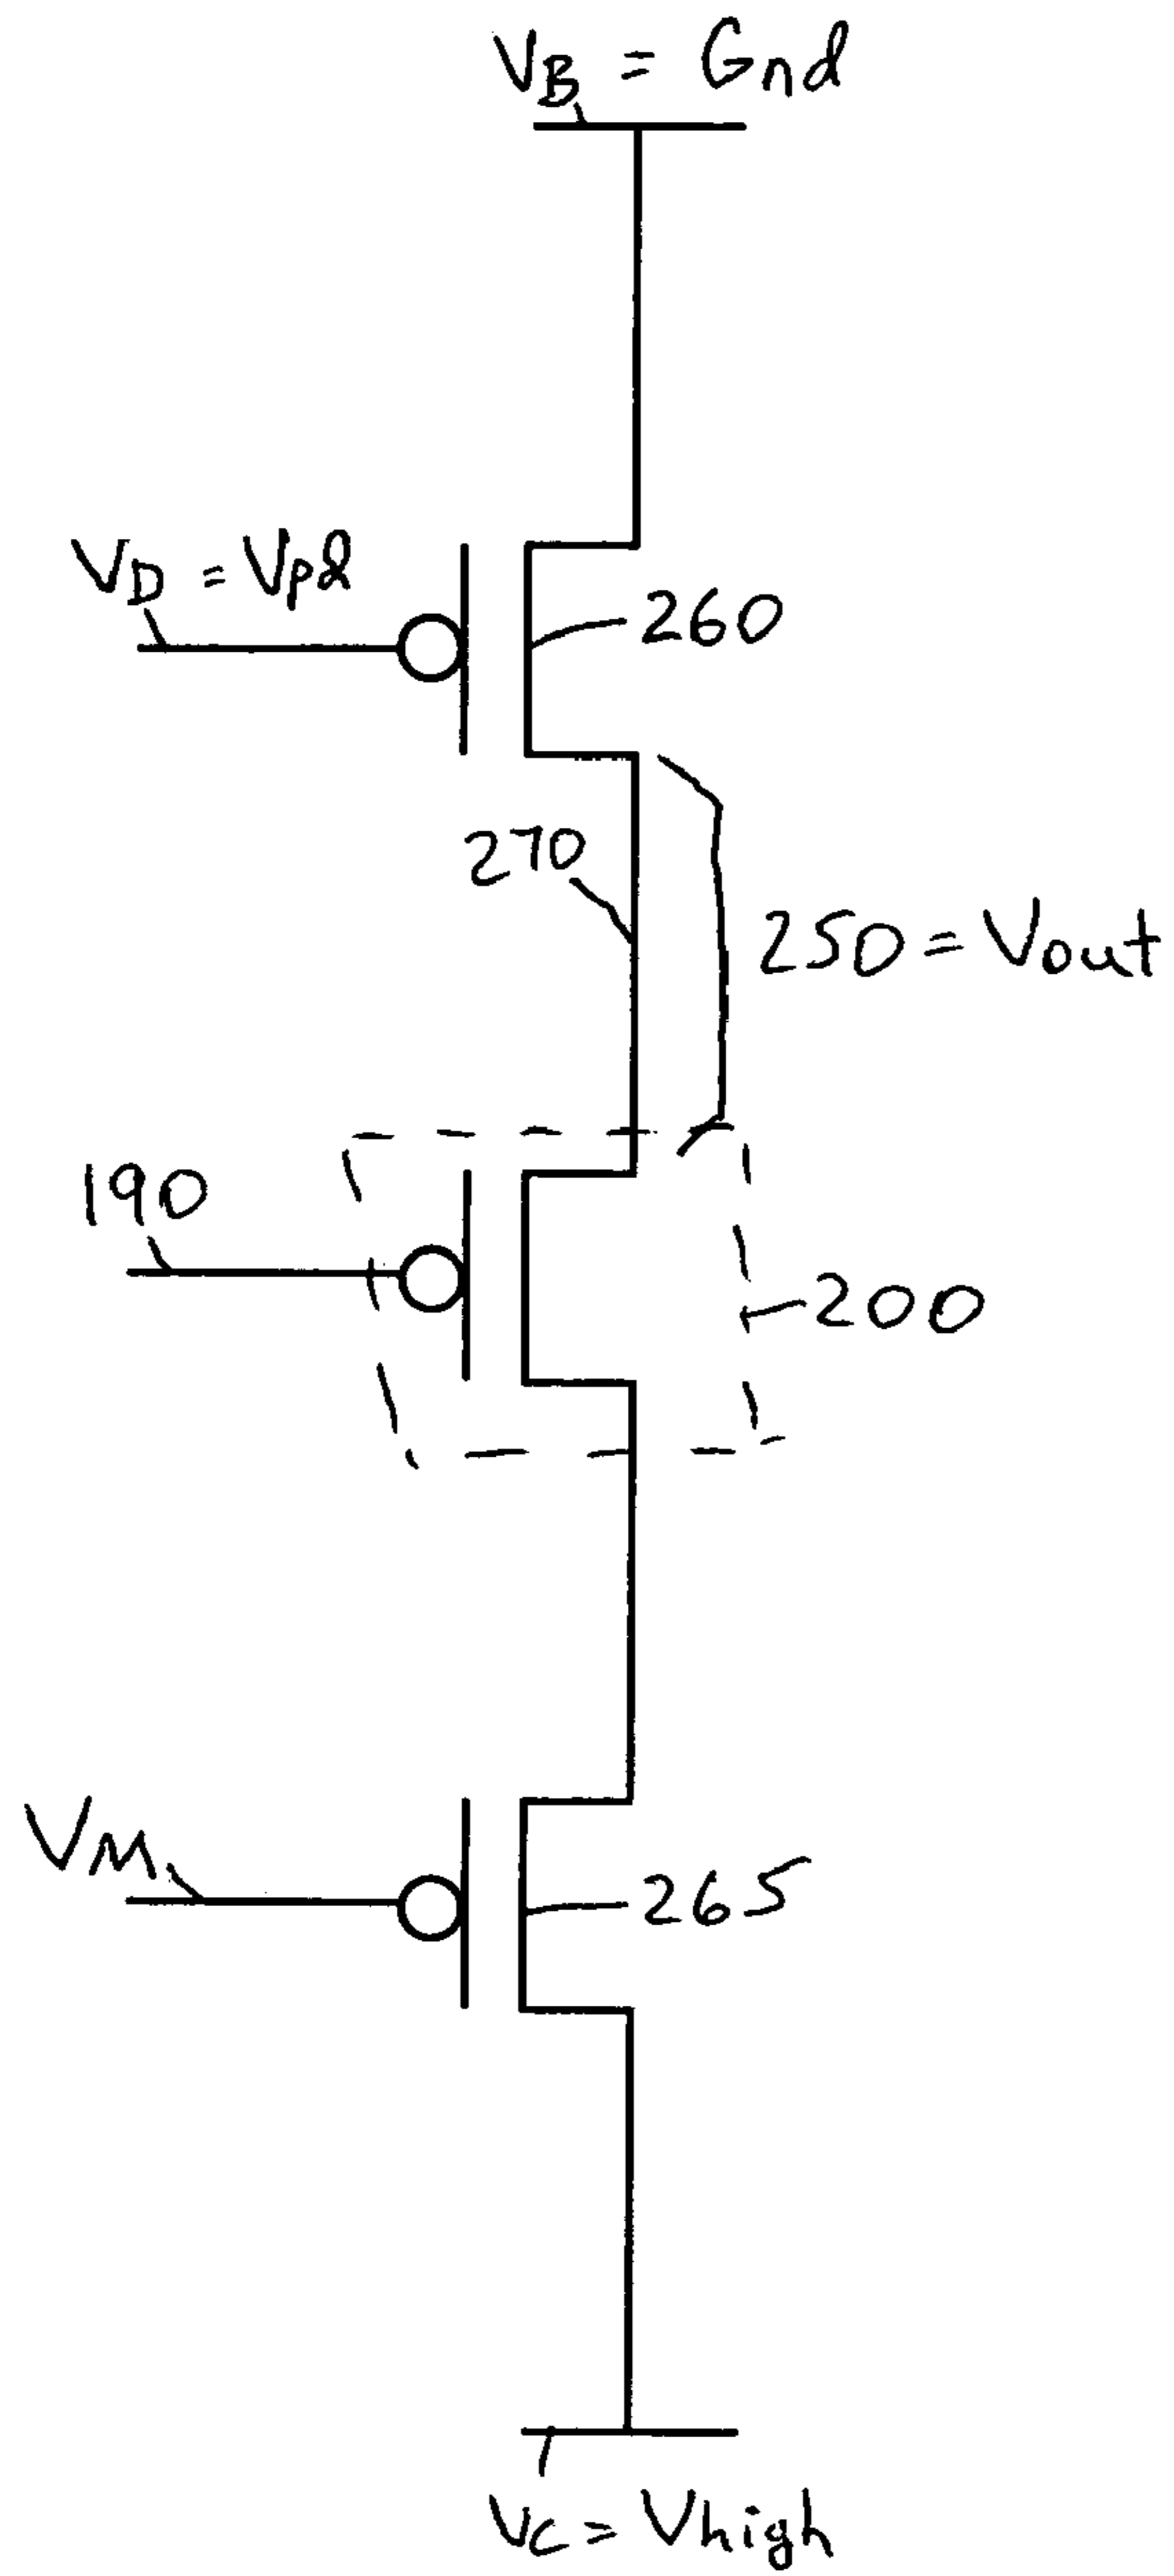 VB = Gnd
VD = Vpd
260
270
250 = Vout
190
200
VM
265
VC = Vhigh